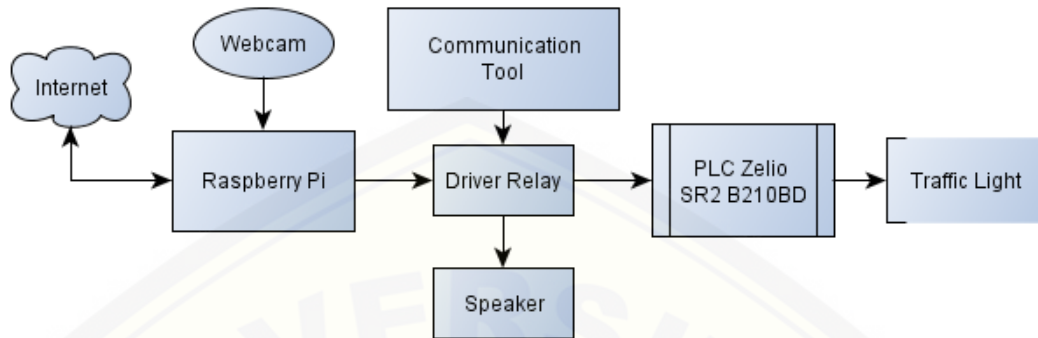 Webcam
Communication
Tool
Internet
Raspberry Pi
Driver Relay
PLC Zelio
SR2 B210BD
Traffic Light
Speaker